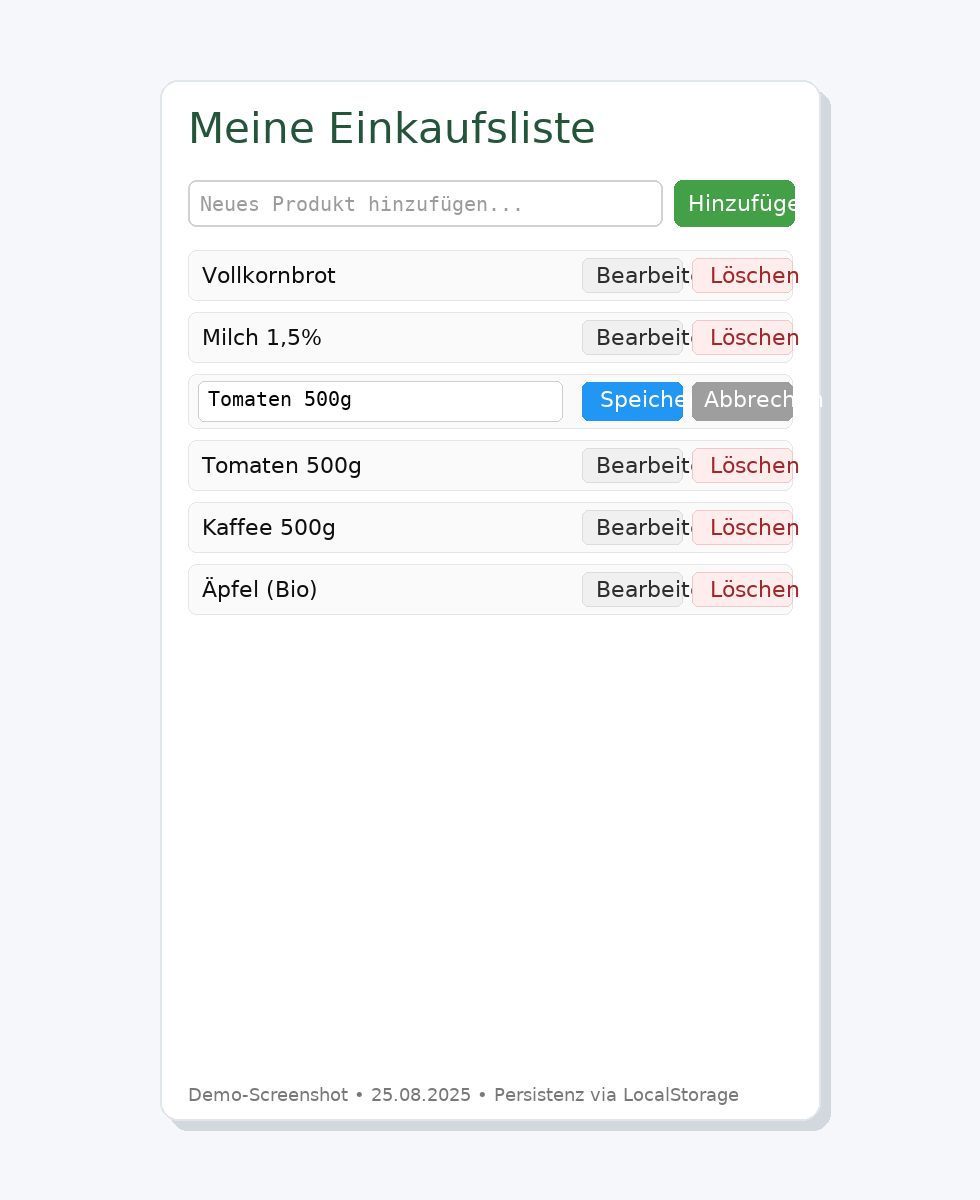 Meine Einkaufsliste
Neues Produkt hinzufügen... Hinzufüge
Vollkornbrot Bearbeite Löschen
Milch 1,5% Bearbeite Löschen
Tomaten 500g Speiche Abbrechen
Tomaten 500g Bearbeite Löschen
Kaffee 500g Bearbeite Löschen
Äpfel (Bio) Bearbeite Löschen
Demo-Screenshot • 25.08.2025 • Persistenz via LocalStorage